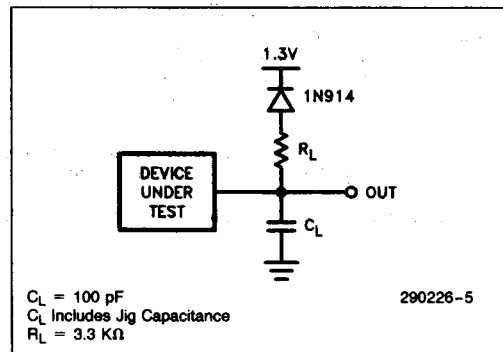 1.3V
1N914
R_L
DEVICE
UNDER
TEST
OUT
C_L
C_L = 100 pF
C_L Includes Jig Capacitance
R_L = 3.3 KΩ
290226-5